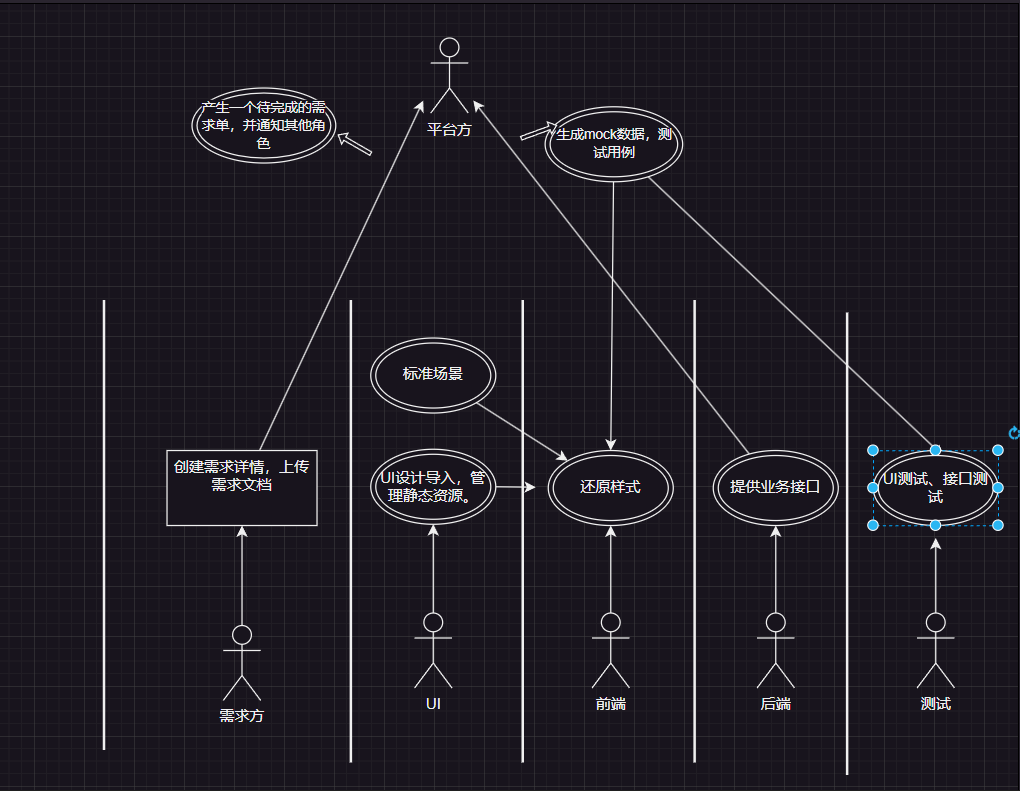 产生一个待完成的需
求单，并通知其他角
色
平台方
生成mock数据，测
试用例
标准场景
创建需求详情，上传
需求文档
UI设计导入，管
理静态资源。
还原样式
提供业务接口
UI测试、接口测
试
需求方
UI
前端
后端
测试